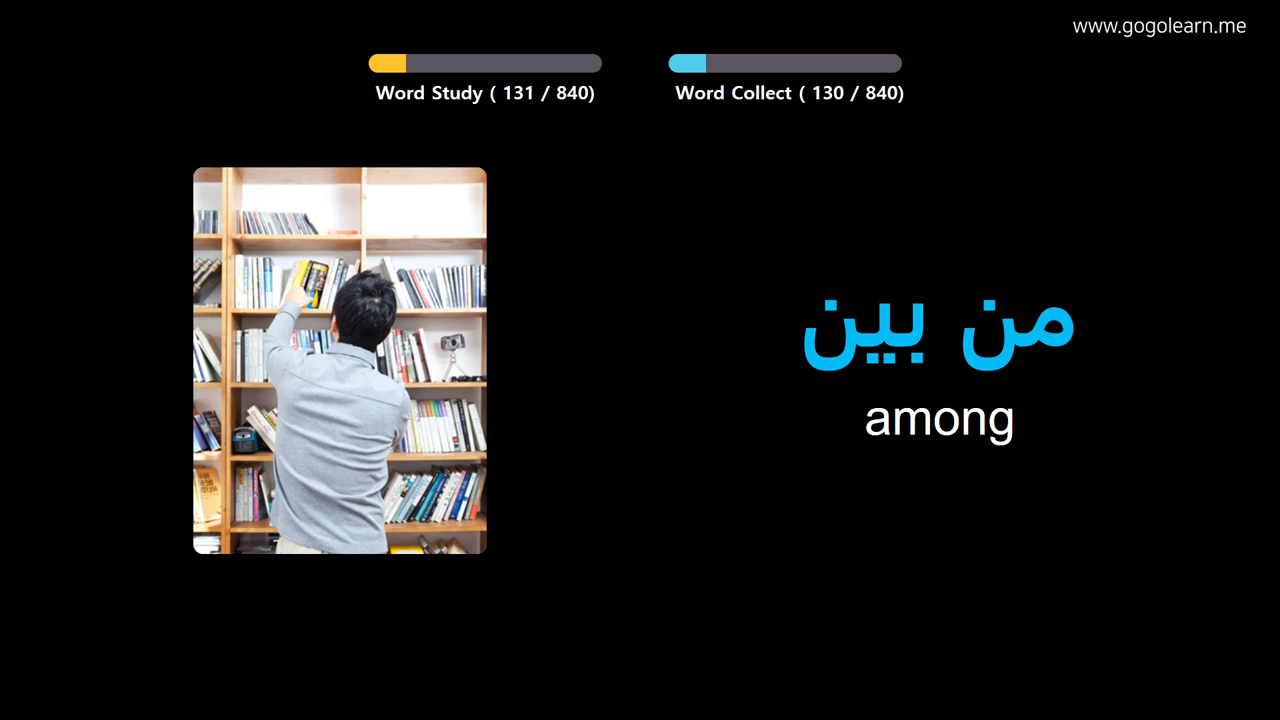 www.gogolearn.me
Word Study ( 131 / 840)
Word Collect ( 130 / 840)
من بين
among